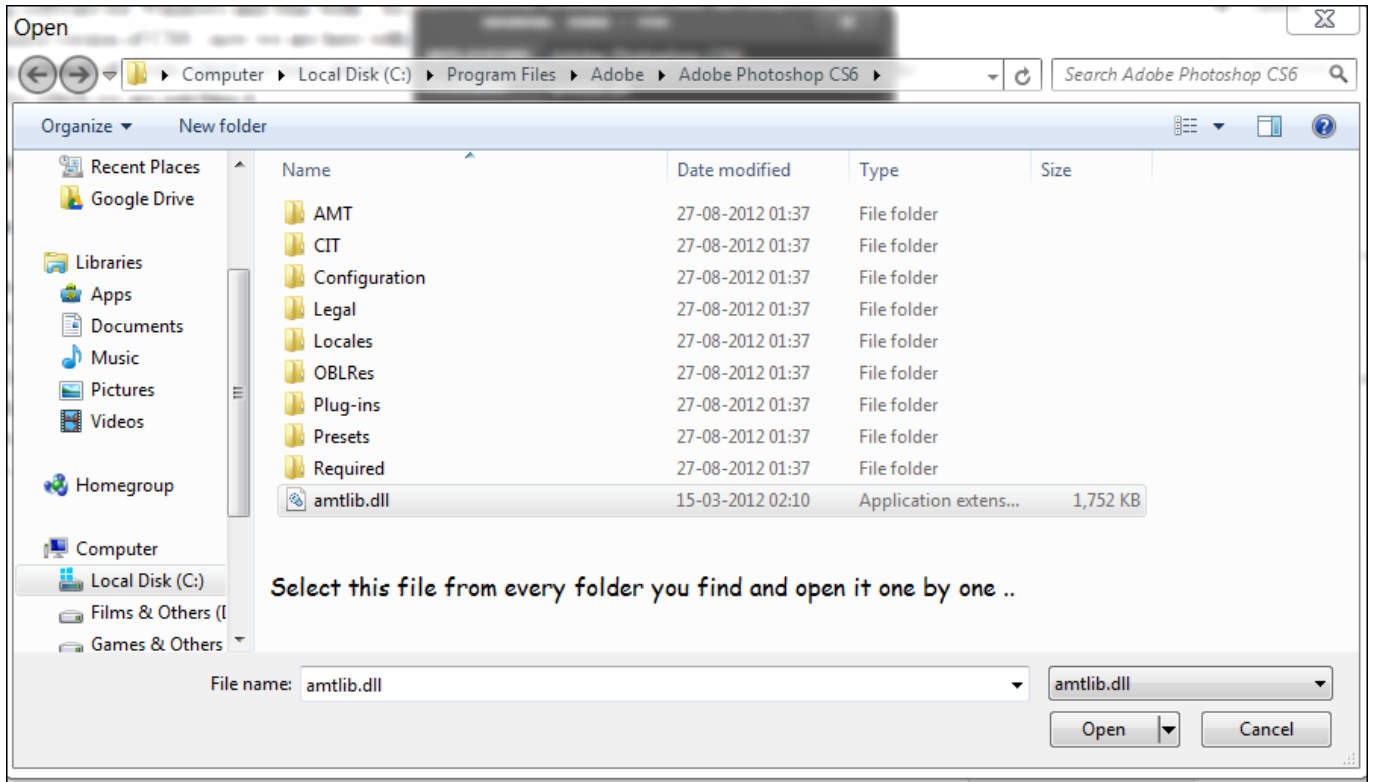 Open
Computer Local Disk (C:) Program Files Adobe Adobe Photoshop CS6 Search Adobe Photoshop CS6
Organize New folder
Recent Places
Google Drive
Libraries
Apps
Documents
Music
Pictures
Videos
Homegroup
Computer
Local Disk (C:)
Films & Others (
Games & Others
Name Date modified Type Size
AMT 27-08-2012 01:37 File folder
CIT 27-08-2012 01:37 File folder
Configuration 27-08-2012 01:37 File folder
Legal 27-08-2012 01:37 File folder
Locales 27-08-2012 01:37 File folder
OBLRes 27-08-2012 01:37 File folder
Plug-ins 27-08-2012 01:37 File folder
Presets 27-08-2012 01:37 File folder
Required 27-08-2012 01:37 File folder
amtlib.dll 15-03-2012 02:10 Application extens... 1,752 KB
Select this file from every folder you find and open it one by one ..
File name: amtlib.dll amtlib.dll
Open Cancel